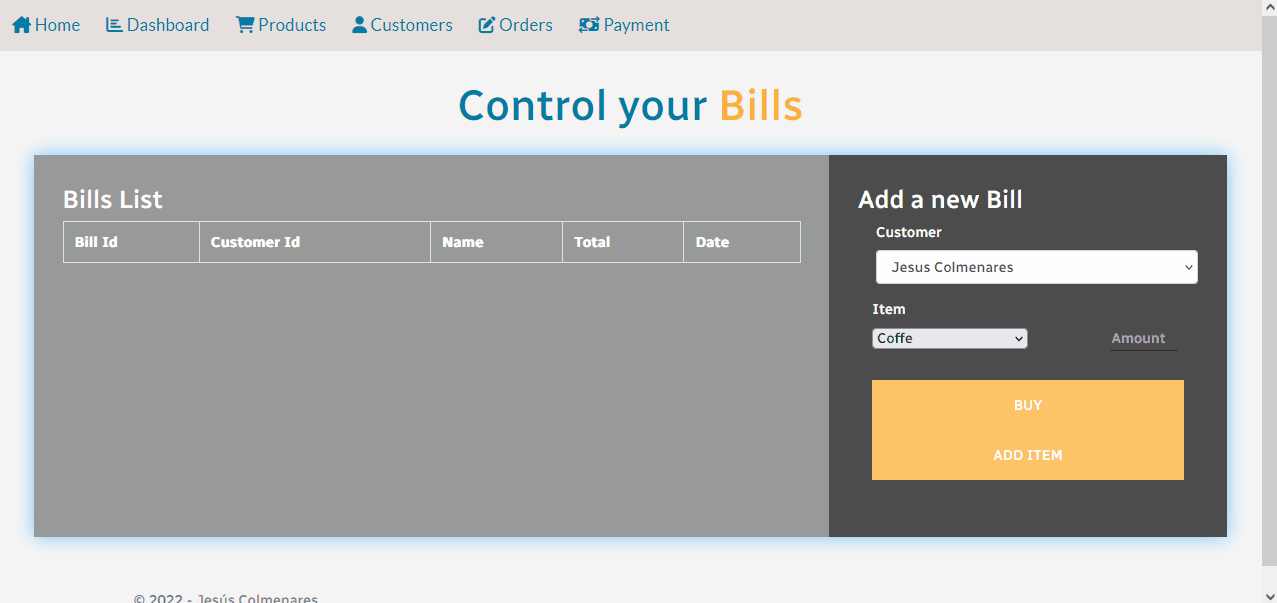 Home Dashboard Products Customers Orders Payment
Control your Bills
Bills List
Bill Id Customer Id Name Total Date
Add a new Bill
Customer
Jesus Colmenares
Item
Coffe Amount
BUY
ADD ITEM
© 2022 - Jesús Colmenares